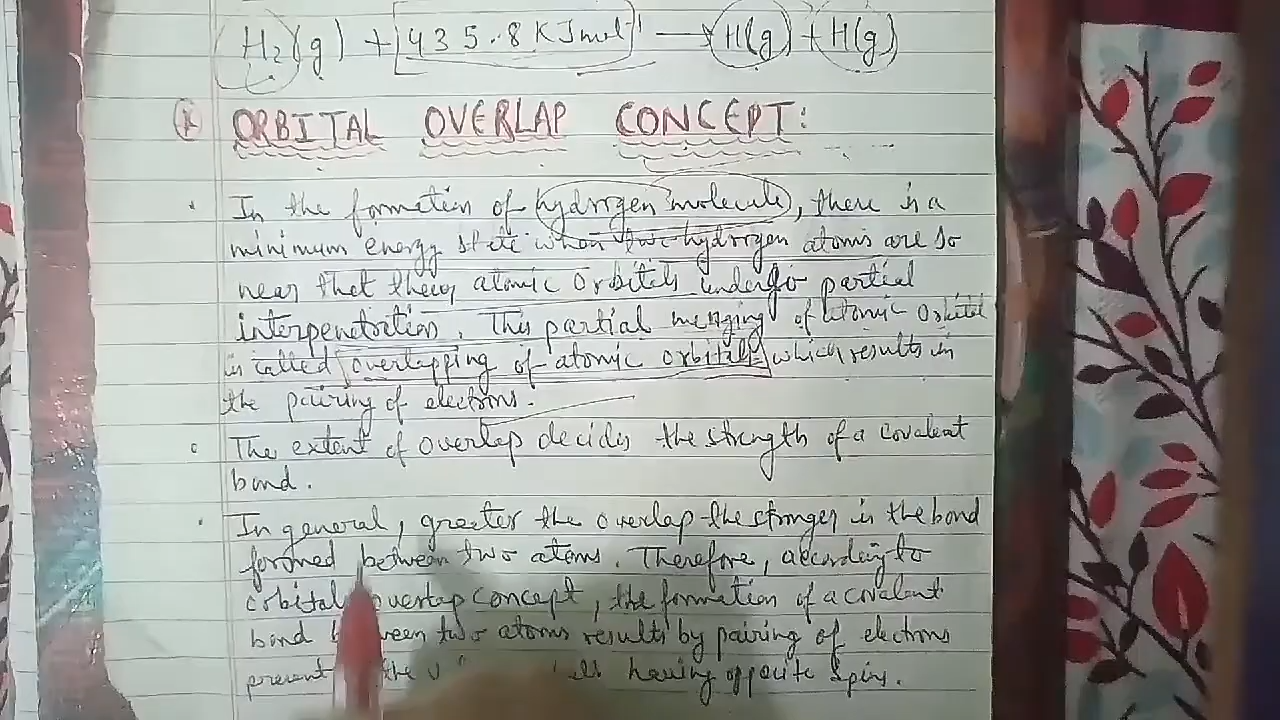 H₂(g) + 435.8 KJ mol⁻¹ → H(g) + H(g)
ORBITAL OVERLAP CONCEPT:
In the formation of hydrogen molecule, there is a
minimum energy state when two hydrogen atoms are so
near that they atomic orbitals undergo partial
interpenetration. This partial merging of atomic orbital
is called overlapping of atomic orbitals which results in
the pairing of electrons.
The extent of overlap decides the strength of a covalent
bond.
In general, greater the overlap the stronger is the bond
formed between two atoms. Therefore, according to
orbital overlap concept, the formation of a covalent
bond two atoms results by pairing of electrons
present the having opposite spins.